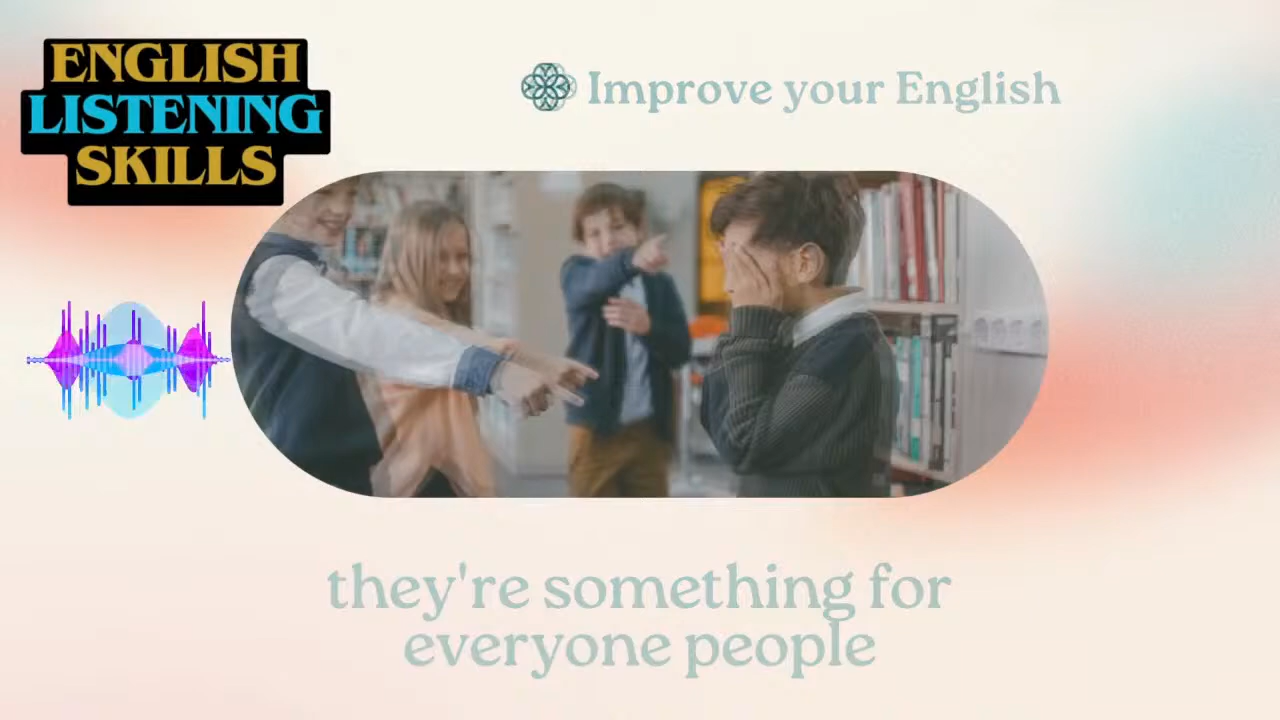 ENGLISH
LISTENING
SKILLS
Improve your English
they're something for
everyone people